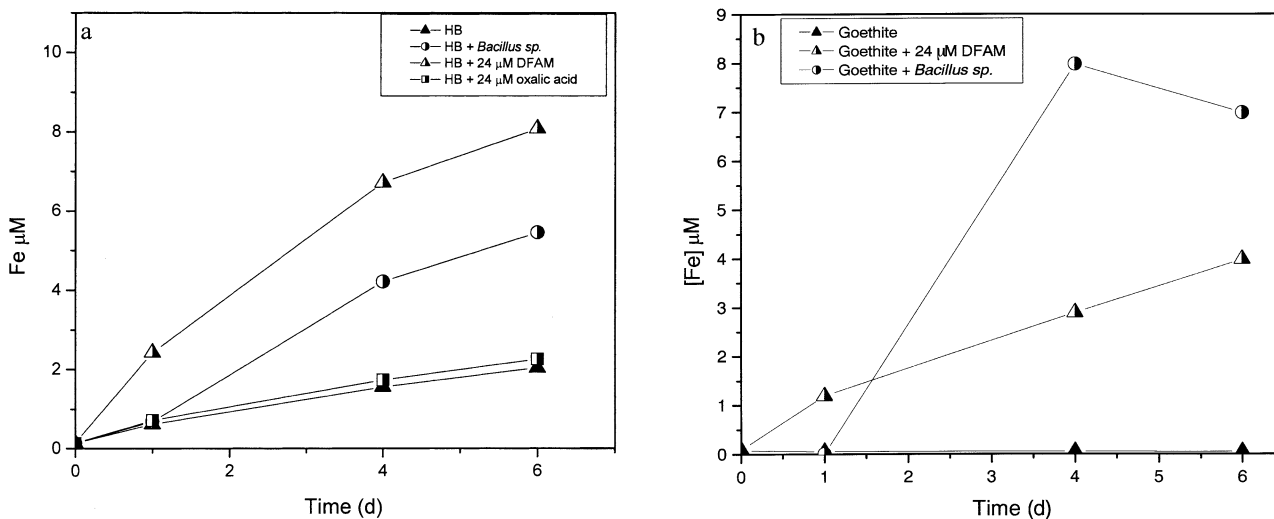 a
HB
HB + Bacillus sp.
HB + 24 μM DFAM
HB + 24 μM oxalic acid
10
8
6
4
2
0
Fe μM
0 2 4 6
Time (d)
b
Goethite
Goethite + 24 μM DFAM
Goethite + Bacillus sp.
9
8
7
6
5
4
3
2
1
0
[Fe] μM
0 1 2 3 4 5 6
Time (d)